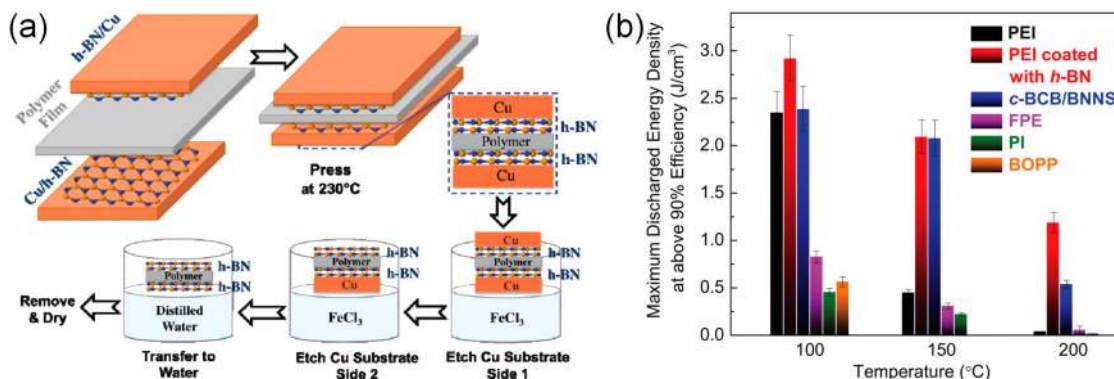 (a)
h-BN/Cu
Polymer
Film
Cu/h-BN
Press
at 230°C
Cu
h-BN
Polymer
h-BN
Cu
Cu
h-BN
Polymer
h-BN
FeCl3
Etch Cu Substrate
Side 1
h-BN
Polymer
h-BN
Cu
FeCl3
Etch Cu Substrate
Side 2
h-BN
Polymer
h-BN
Distilled
Water
Transfer to
Water
Remove
& Dry
(b)
Maximum Discharged Energy Density
at above 90% Efficiency (J/cm³)
3.0
2.5
2.0
1.5
1.0
0.5
0.0
PEI
PEI coated
with h-BN
c-BCB/BNNS
FPE
PI
BOPP
100
150
200
Temperature (°C)